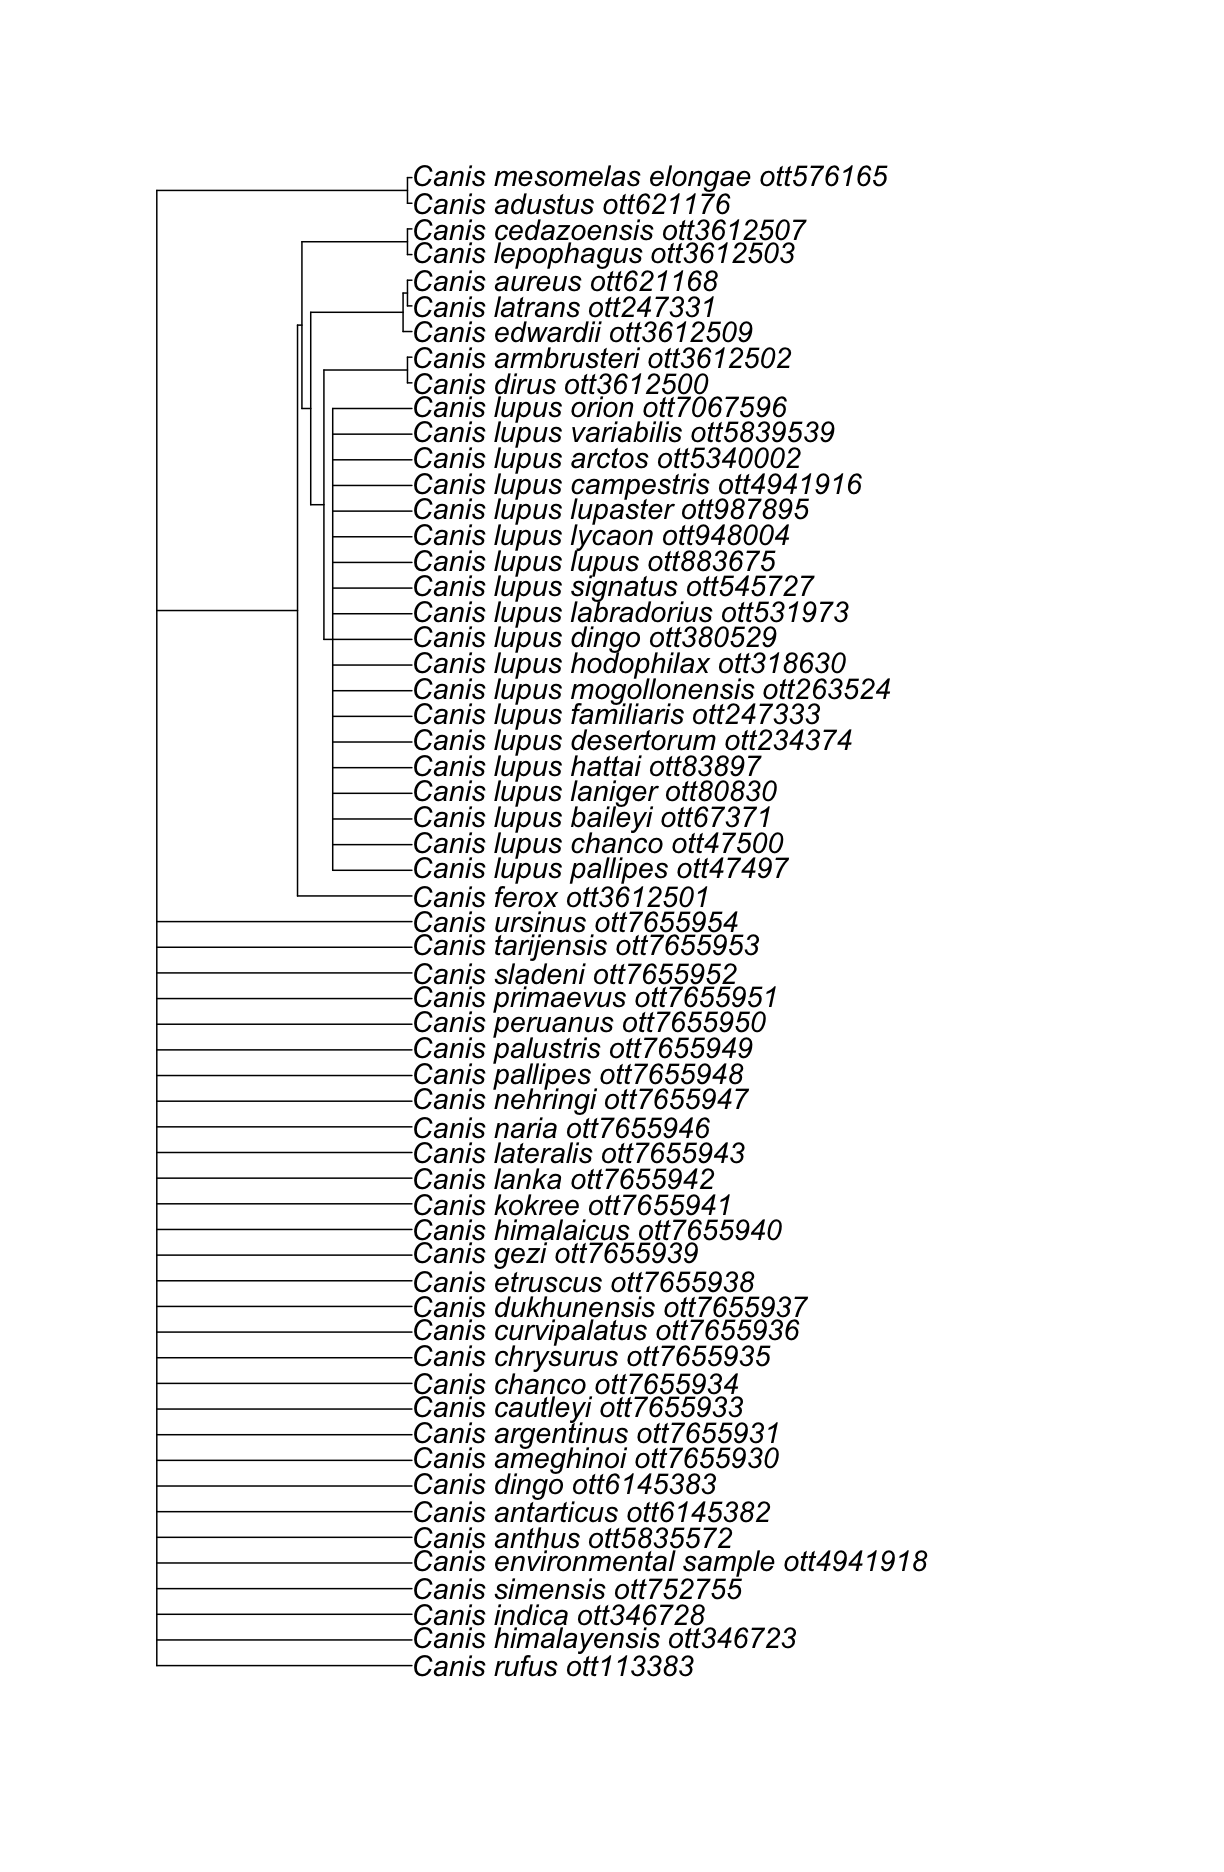 Canis mesomelas elongae ott576165
Canis adustus ott621176
Canis cedazoensis ott3612507
Canis lepophagus ott3612503
Canis aureus ott621168
Canis latrans ott247331
Canis edwardii ott3612509
Canis armbrusteri ott3612502
Canis dirus ott3612500
Canis lupus orion ott7067596
Canis lupus variabilis ott5839539
Canis lupus arctos ott5340002
Canis lupus campestris ott4941916
Canis lupus lupaster ott987895
Canis lupus lycaon ott948004
Canis lupus lupus ott883675
Canis lupus signatus ott545727
Canis lupus labradorius ott531973
Canis lupus dingo ott380529
Canis lupus hodophilax ott318630
Canis lupus mogollonensis ott263524
Canis lupus familiaris ott247333
Canis lupus desertorum ott234374
Canis lupus hattai ott83897
Canis lupus laniger ott80830
Canis lupus baileyi ott67371
Canis lupus chanco ott47500
Canis lupus pallipes ott47497
Canis ferox ott3612501
Canis ursinus ott7655954
Canis tarijensis ott7655953
Canis sladeni ott7655952
Canis primaevus ott7655951
Canis peruanus ott7655950
Canis palustris ott7655949
Canis pallipes ott7655948
Canis nehringi ott7655947
Canis naria ott7655946
Canis lateralis ott7655943
Canis lanka ott7655942
Canis kokree ott7655941
Canis himalaicus ott7655940
Canis gezi ott7655939
Canis etruscus ott7655938
Canis dukhunensis ott7655937
Canis curvipalatus ott7655936
Canis chrysurus ott7655935
Canis chanco ott7655934
Canis cautleyi ott7655933
Canis argentinus ott7655931
Canis ameghinoi ott7655930
Canis dingo ott6145383
Canis antarticus ott6145382
Canis anthus ott5835572
Canis environmental sample ott4941918
Canis simensis ott752755
Canis indica ott346728
Canis himalayensis ott346723
Canis rufus ott113383